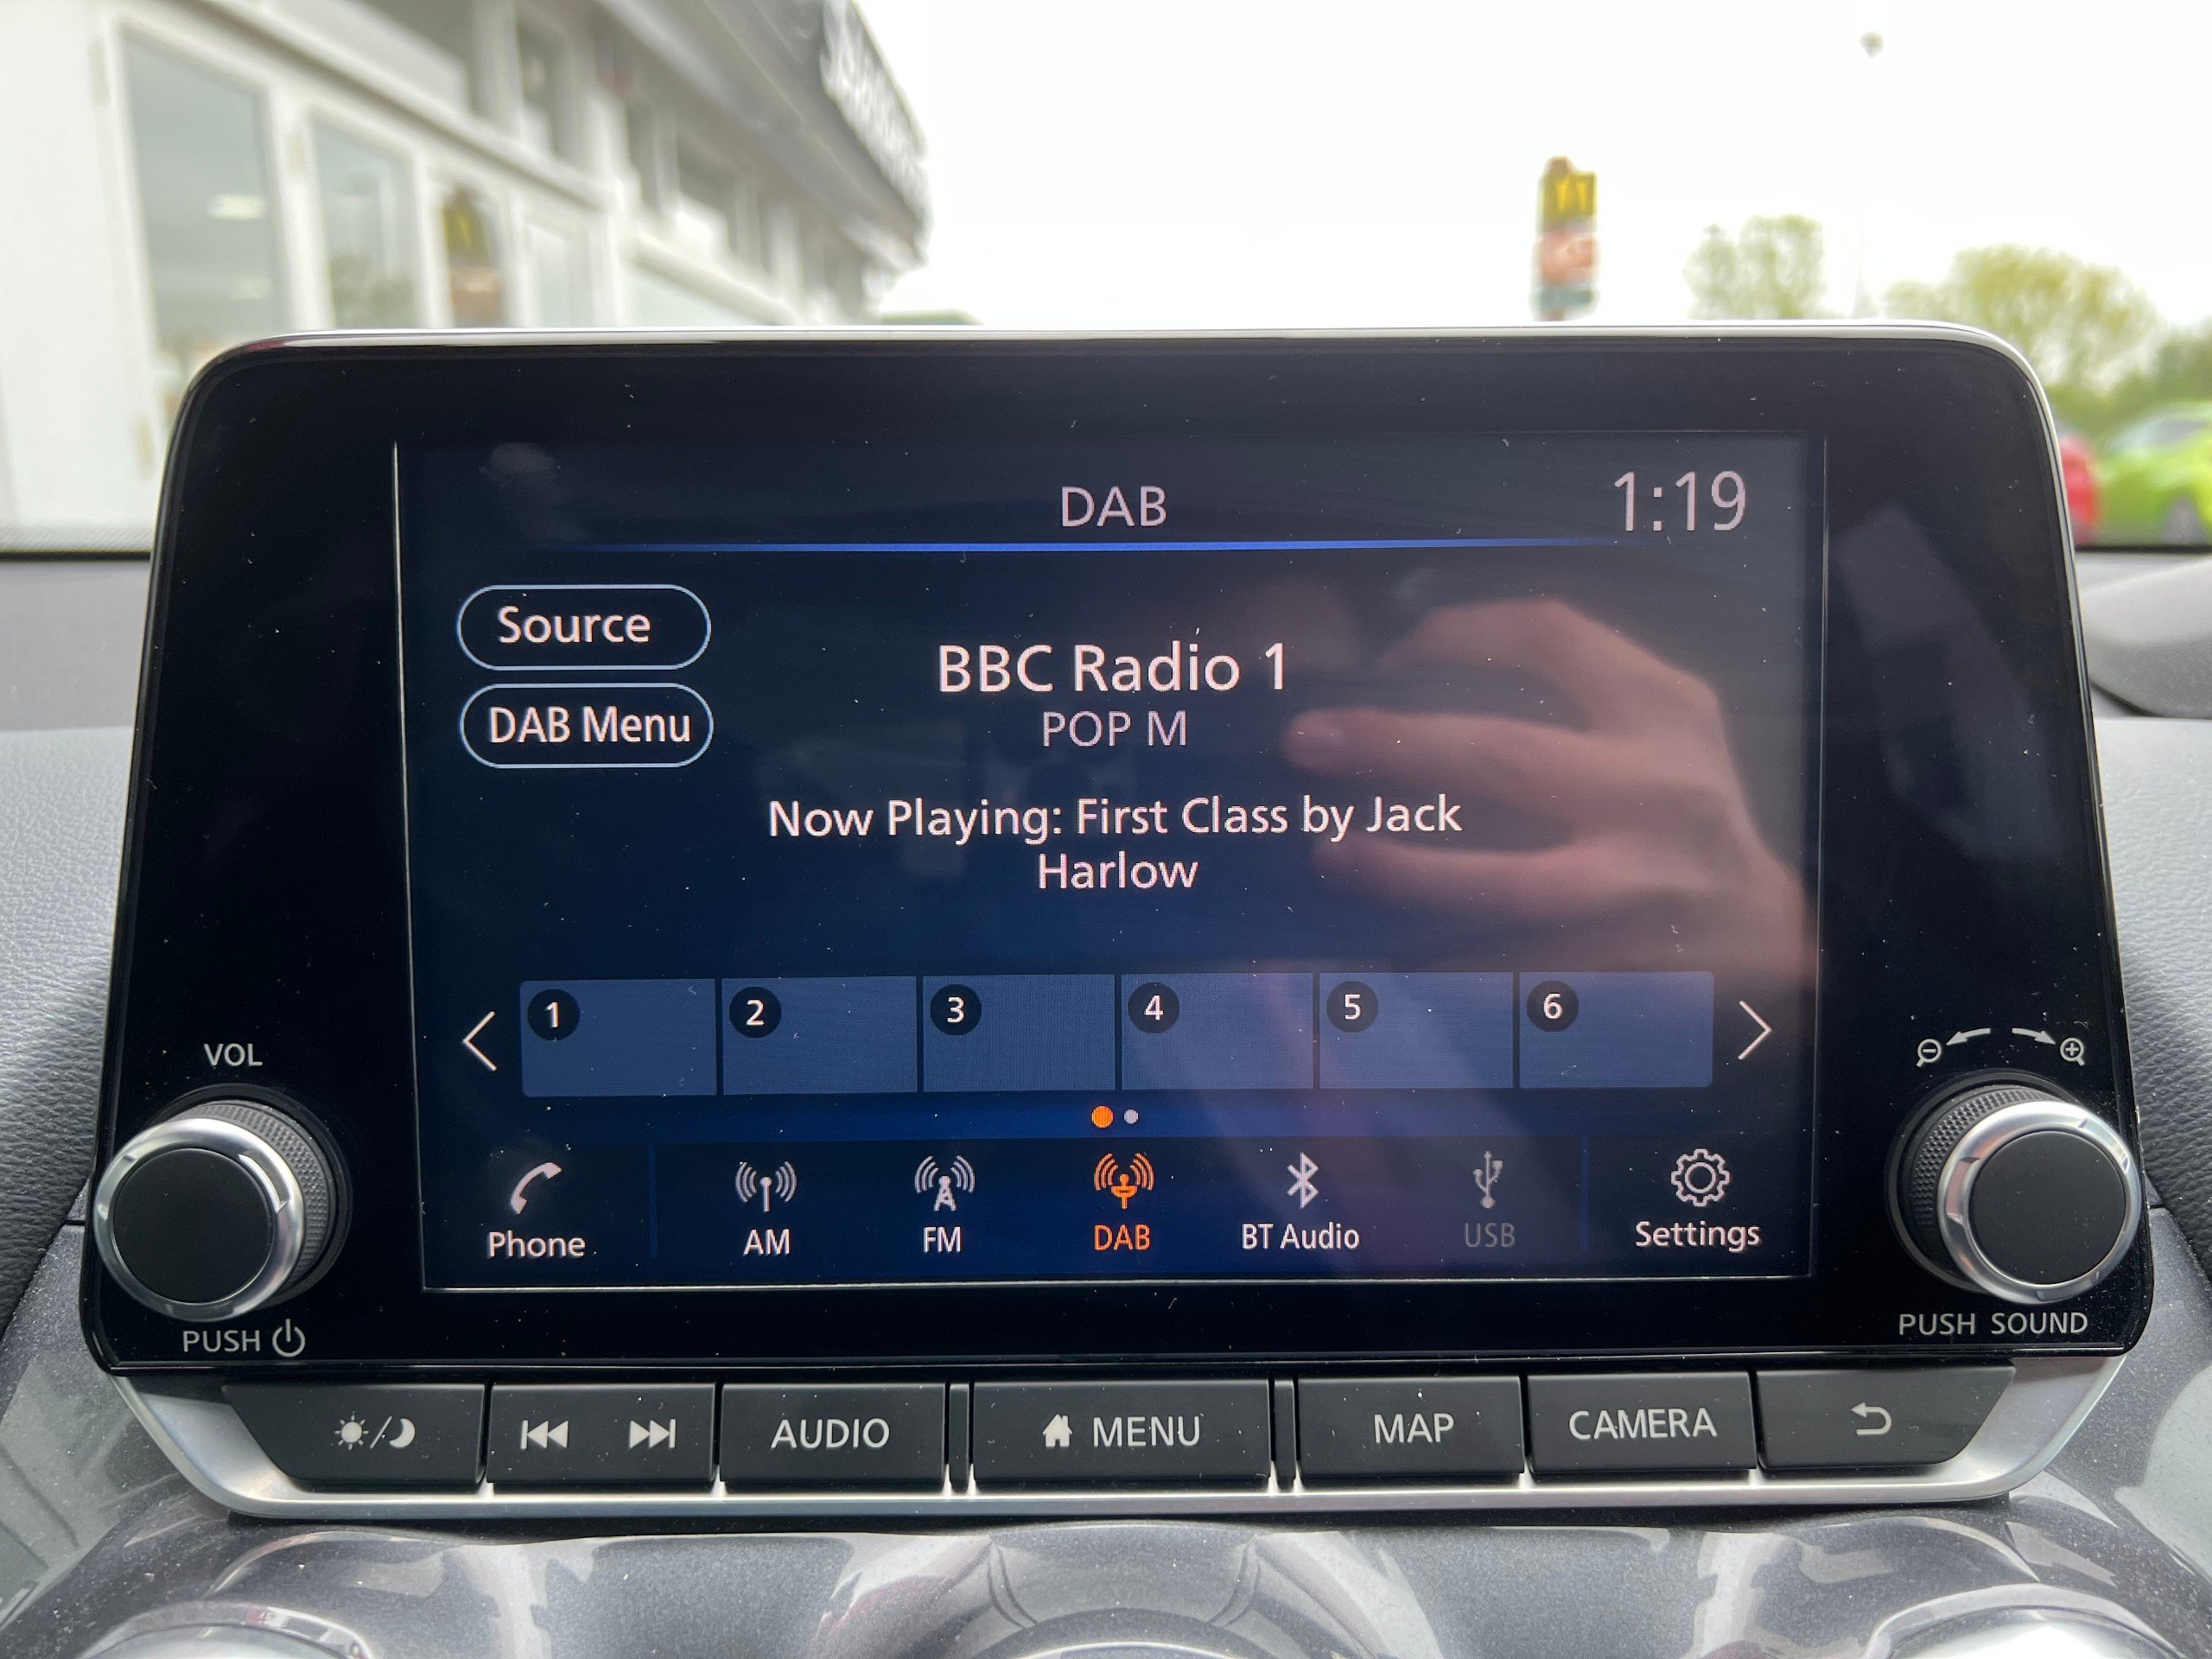 DAB
1:19
Source
DAB Menu
BBC Radio 1
POP M
Now Playing: First Class by Jack
Harlow
1
2
3
4
5
6
VOL
Phone
AM
FM
DAB
BT Audio
USB
Settings
PUSH
PUSH SOUND
AUDIO
MENU
MAP
CAMERA